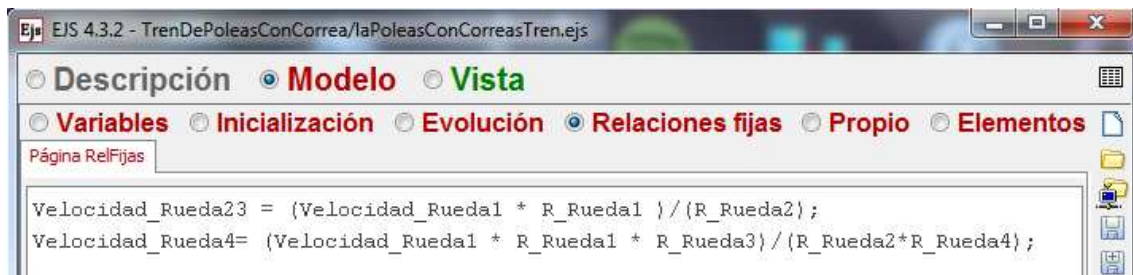 Ejs EJS 4.3.2 - TrenDePoleasConCorrea/laPoleasConCorreasTren.ejs
Descripción Modelo Vista
Variables Inicialización Evolución Relaciones fijas Propio Elementos
Página RelFijas
Velocidad_Rueda23 = (Velocidad_Rueda1 * R_Rueda1 )/(R_Rueda2);
Velocidad_Rueda4= (Velocidad_Rueda1 * R_Rueda1 * R_Rueda3)/(R_Rueda2*R_Rueda4);